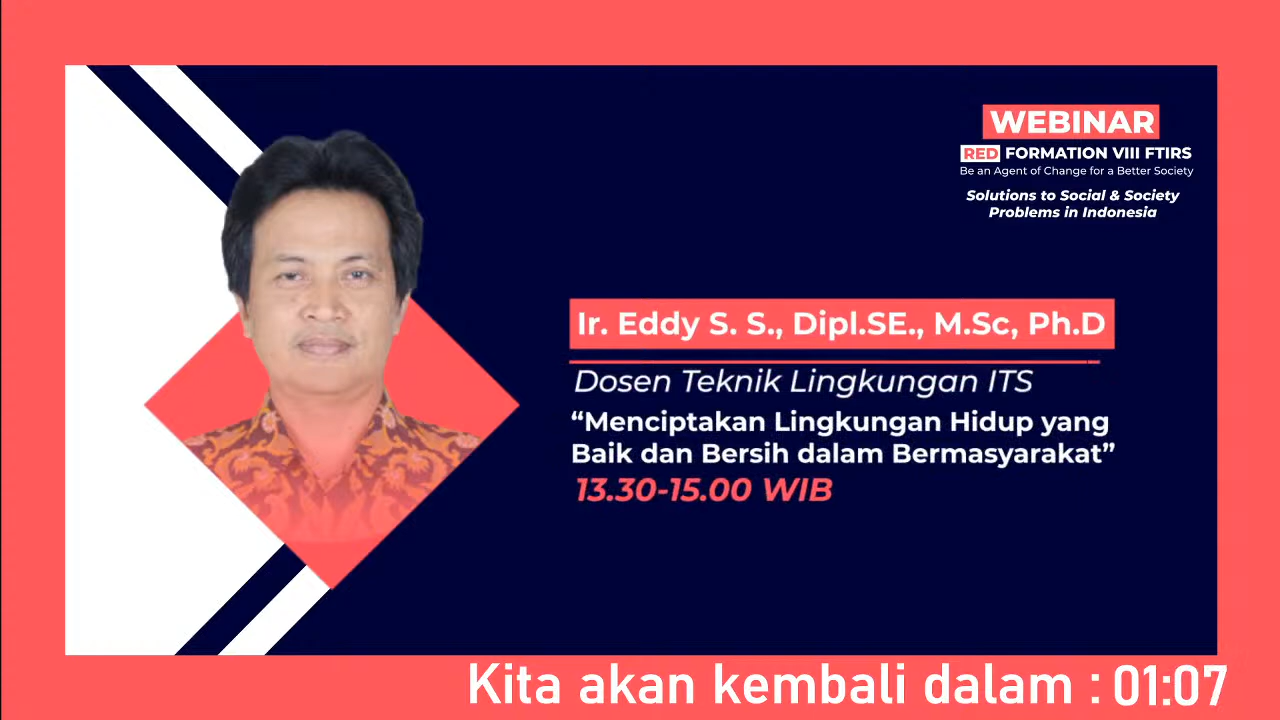 WEBINAR
RED FORMATION VIII FTIRS
Be an Agent of Change for a Better Society
Solutions to Social & Society
Problems in Indonesia
Ir. Eddy S. S., Dipl.SE., M.Sc, Ph.D
Dosen Teknik Lingkungan ITS
“Menciptakan Lingkungan Hidup yang
Baik dan Bersih dalam Bermasyarakat”
13.30-15.00 WIB
Kita akan kembali dalam : 01:07